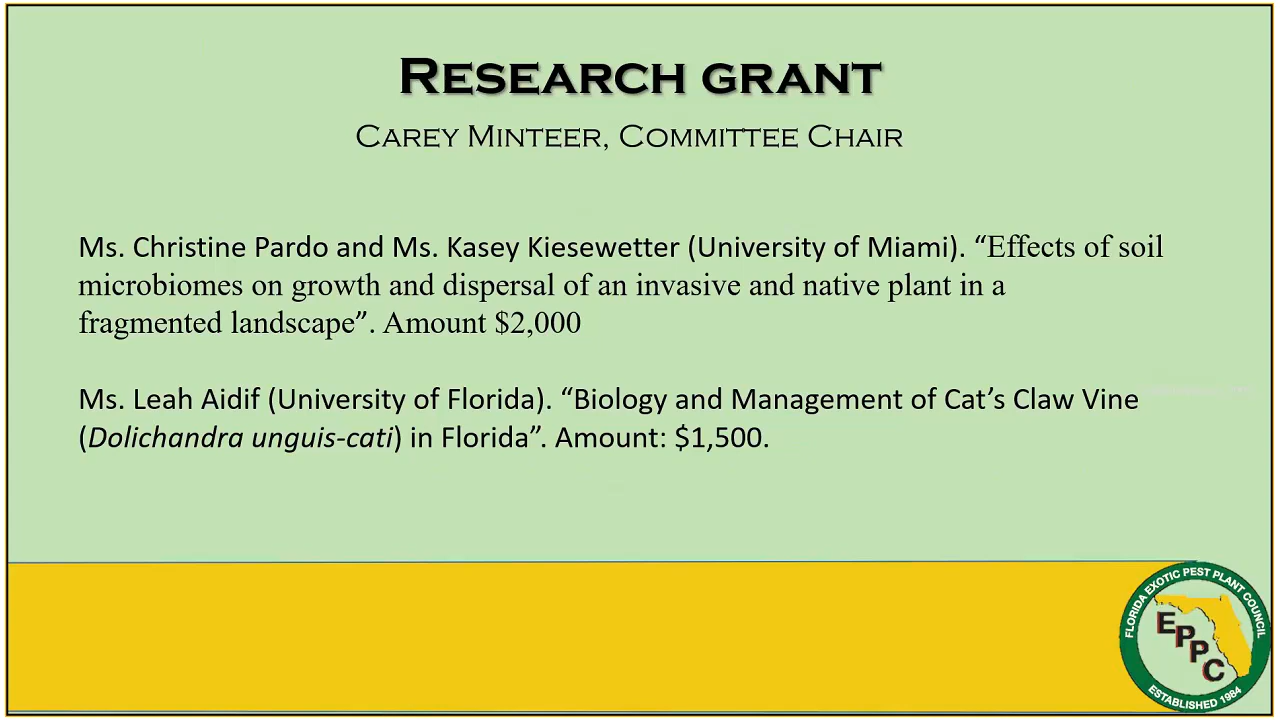 RESEARCH GRANT
CAREY MINTEER, COMMITTEE CHAIR
Ms. Christine Pardo and Ms. Kasey Kiesewetter (University of Miami). “Effects of soil
microbiomes on growth and dispersal of an invasive and native plant in a
fragmented landscape”. Amount $2,000
Ms. Leah Aidif (University of Florida). “Biology and Management of Cat’s Claw Vine
(Dolichandra unguis-cati) in Florida”. Amount: $1,500.
FLORIDA EXOTIC PEST PLANT COUNCIL
EPPC
ESTABLISHED 1984